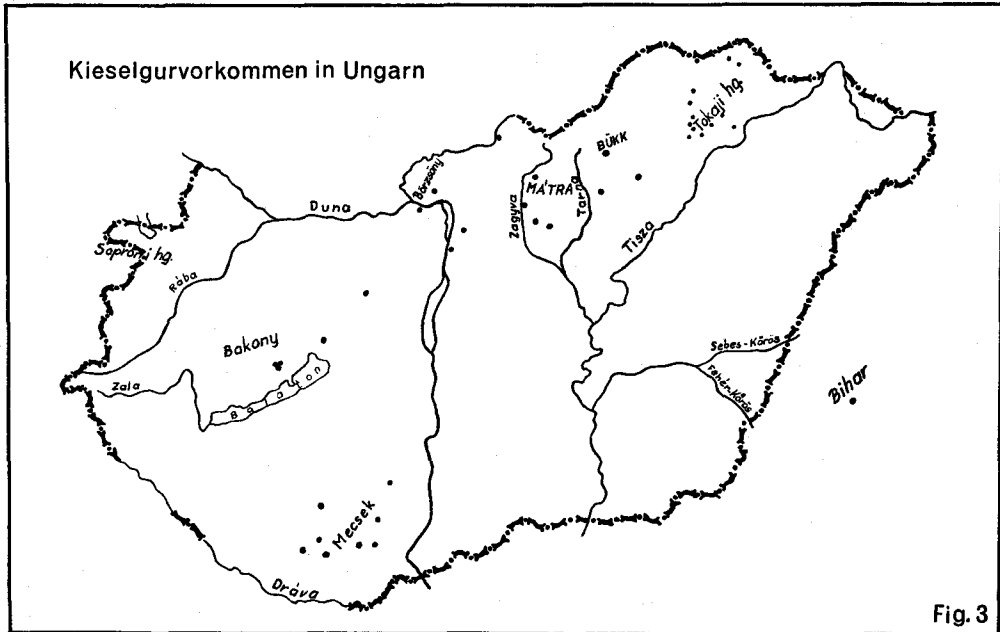 Kieselgurvorkommen in Ungarn
Tokaji hg.
BÜKK
Börzsöny
MÁTRA
Tarna
Zagyva
Duna
Tisza
Soproni hg.
Rába
Bakony
Sebes-Körös
Fehér-Körös
Zala
Balaton
Bihar
Mecsek
Dráva
Fig. 3